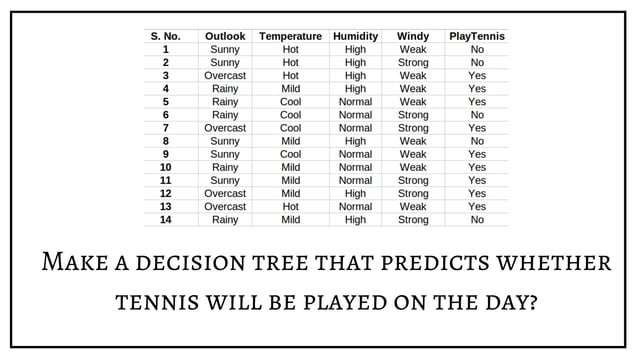 S. No. Outlook Temperature Humidity Windy PlayTennis
1 Sunny Hot High Weak No
2 Sunny Hot High Strong No
3 Overcast Hot High Weak Yes
4 Rainy Mild High Weak Yes
5 Rainy Cool Normal Weak Yes
6 Rainy Cool Normal Strong No
7 Overcast Cool Normal Strong Yes
8 Sunny Mild High Weak No
9 Sunny Cool Normal Weak Yes
10 Rainy Mild Normal Weak Yes
11 Sunny Mild Normal Strong Yes
12 Overcast Mild High Strong Yes
13 Overcast Hot Normal Weak Yes
14 Rainy Mild High Strong No
Make a decision tree that predicts whether
tennis will be played on the day?